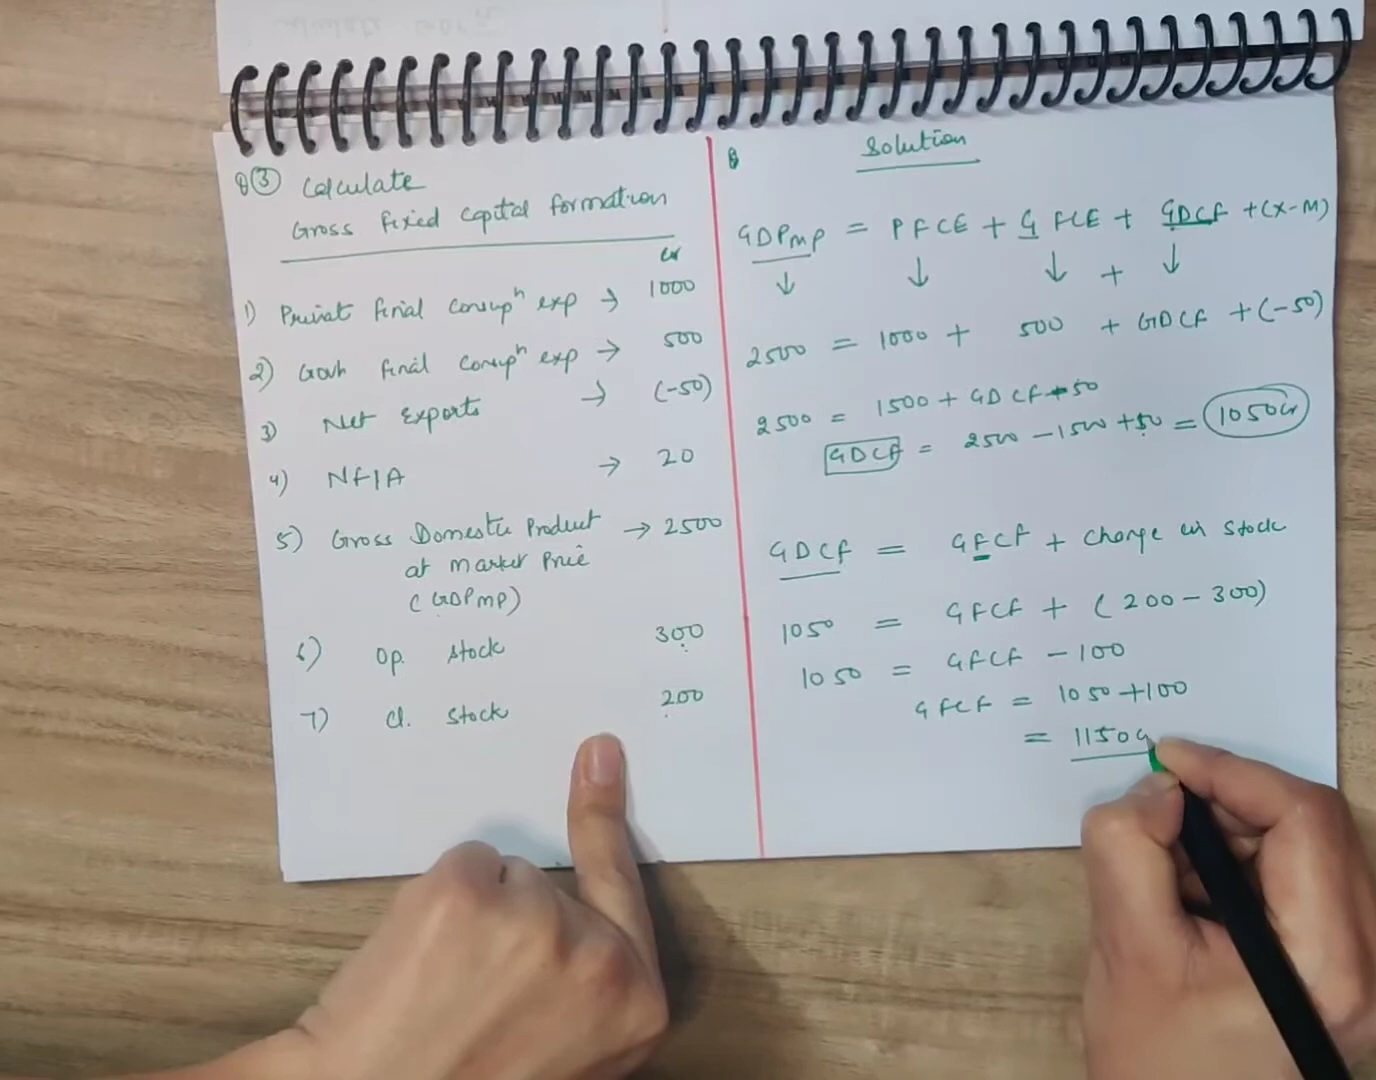 Q③ Calculate
Gross fixed capital formation
cr
1) Privat final Consupⁿ exp → 1000
2) Govt final Consupⁿ exp → 500
3) Net Exports → (-50)
4) NFIA → 20
5) Gross Domestic Product → 2500
at market Price
(GDPMP)
6) Op. stock 300
7) Cl. stock 200
Solution
GDPMP = PFCE + GFCE + GDCF + (X-M)
↓ ↓ ↓ + ↓
2500 = 1000 + 500 + GDCF + (-50)
2500 = 1500 + GDCF - 50
GDCF = 2500 - 1500 + 50 = 1050cr
GDCF = GFCF + Change in Stock
1050 = GFCF + (200 - 300)
1050 = GFCF - 100
GFCF = 1050 + 100
= 1150c